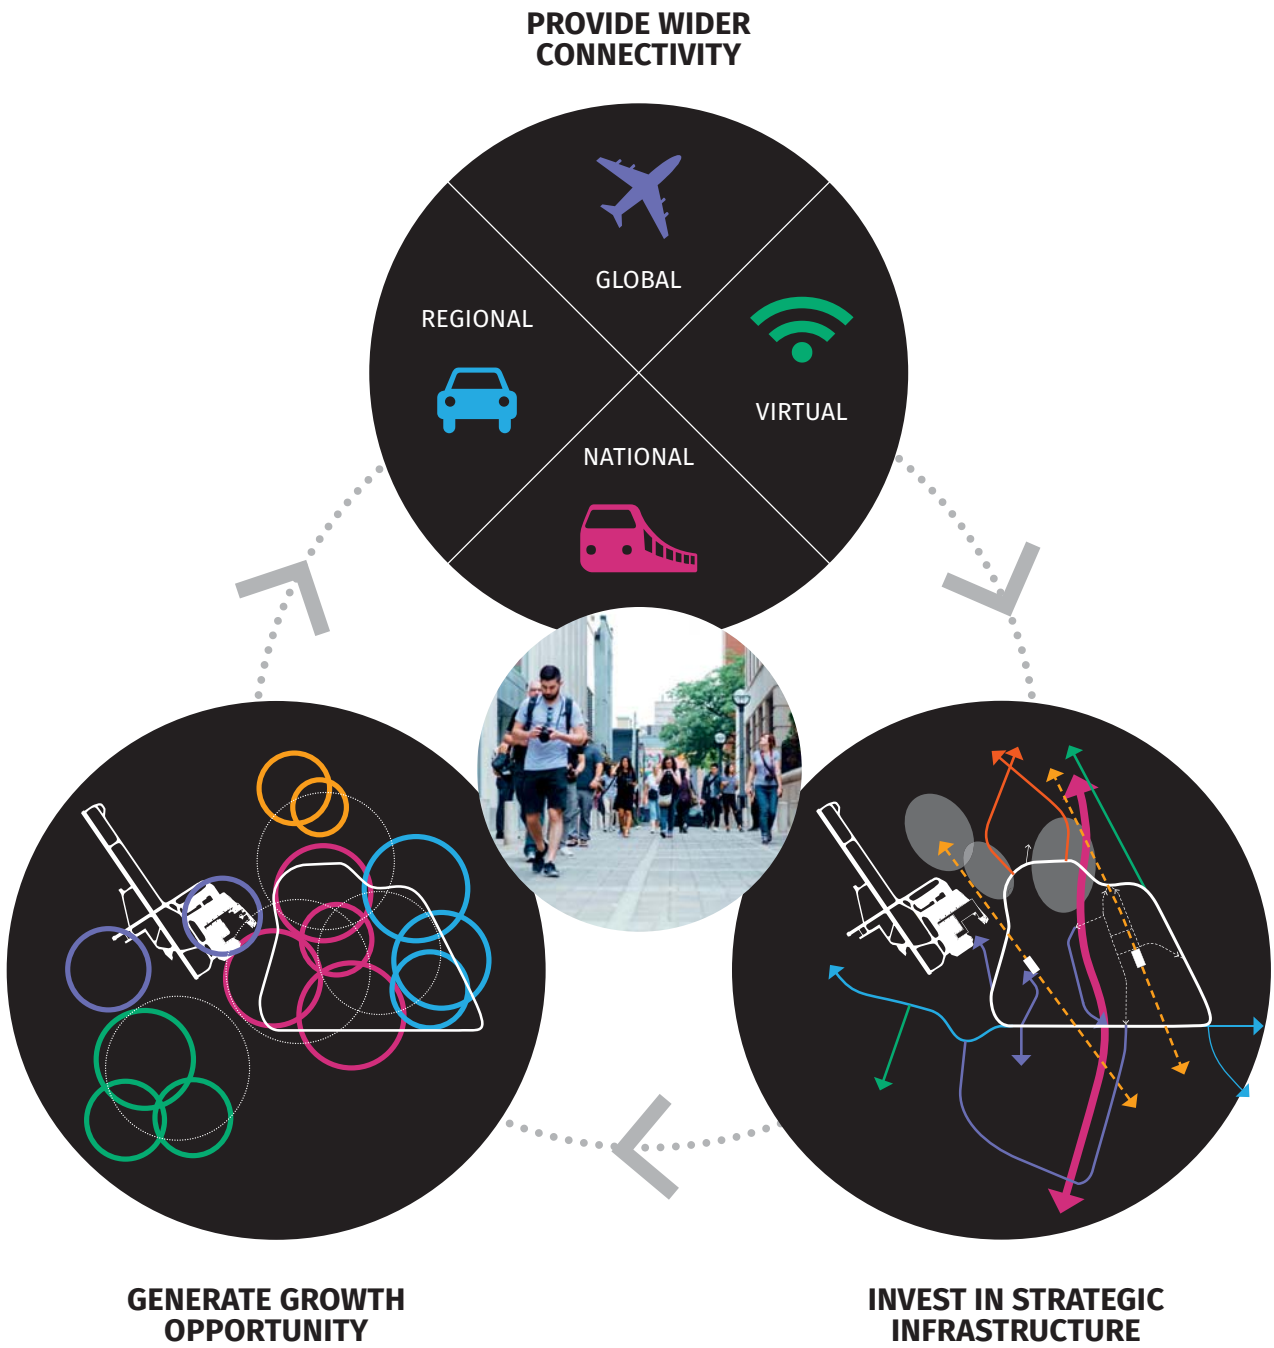 PROVIDE WIDER
CONNECTIVITY
GLOBAL
REGIONAL
VIRTUAL
NATIONAL
GENERATE GROWTH
OPPORTUNITY
INVEST IN STRATEGIC
INFRASTRUCTURE